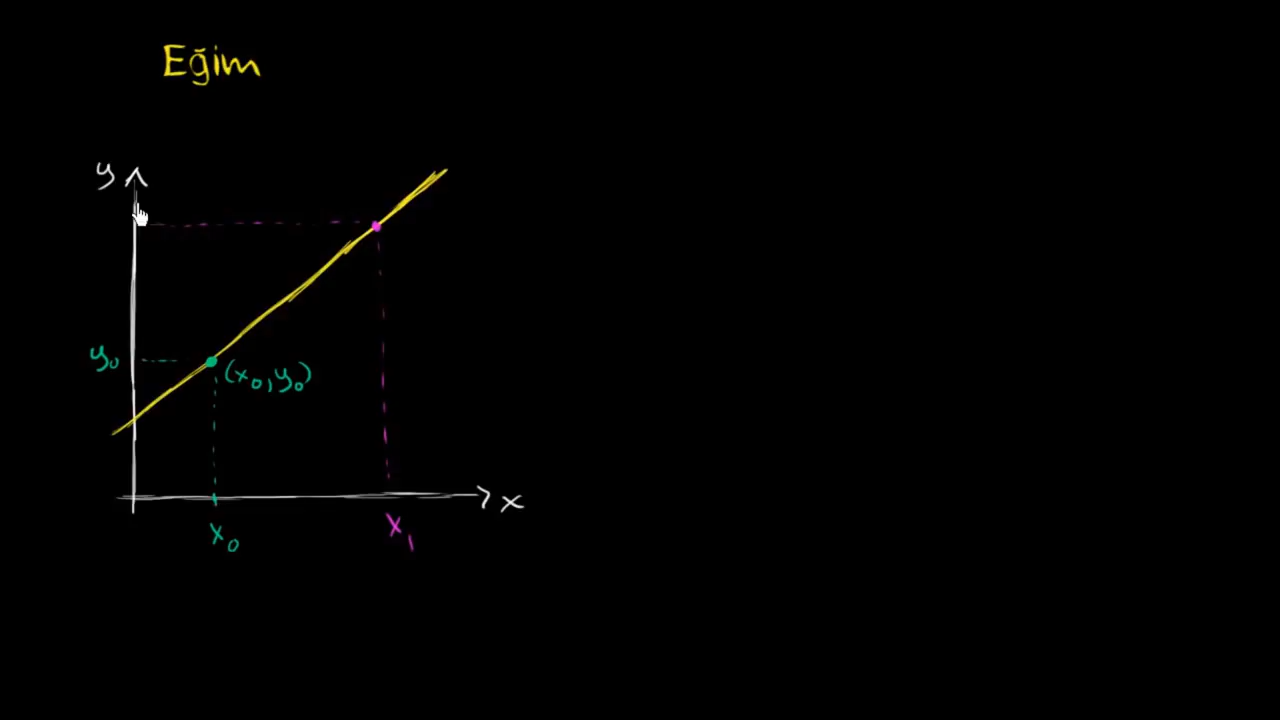 Eğim
y
y₀
(x₀, y₀)
x
x₀
x₁